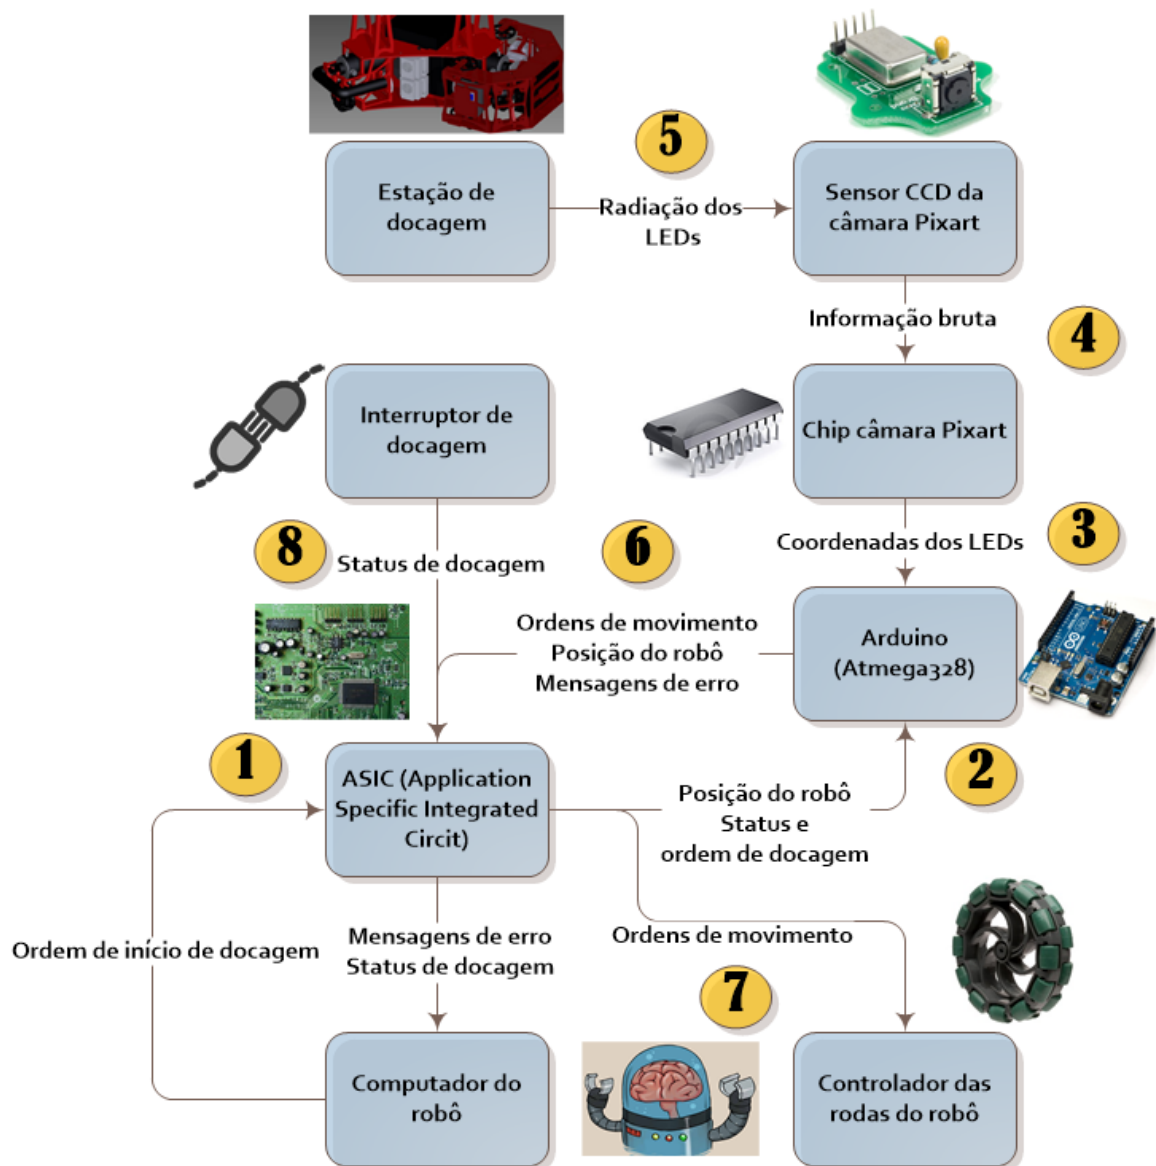 5
Estação de
docagem
Radiação dos
LEDs
Sensor CCD da
câmara Pixart
Informação bruta
4
Interruptor de
docagem
Chip câmara Pixart
8
Status de docagem
6
Coordenadas dos LEDs
3
Ordens de movimento
Posição do robô
Mensagens de erro
Arduino
(Atmega328)
1
ASIC (Application
Specific Integrated
Circit)
Posição do robô
Status e
ordem de docagem
2
Ordem de início de docagem
Mensagens de erro
Status de docagem
Ordens de movimento
7
Computador do
robô
Controlador das
rodas do robô